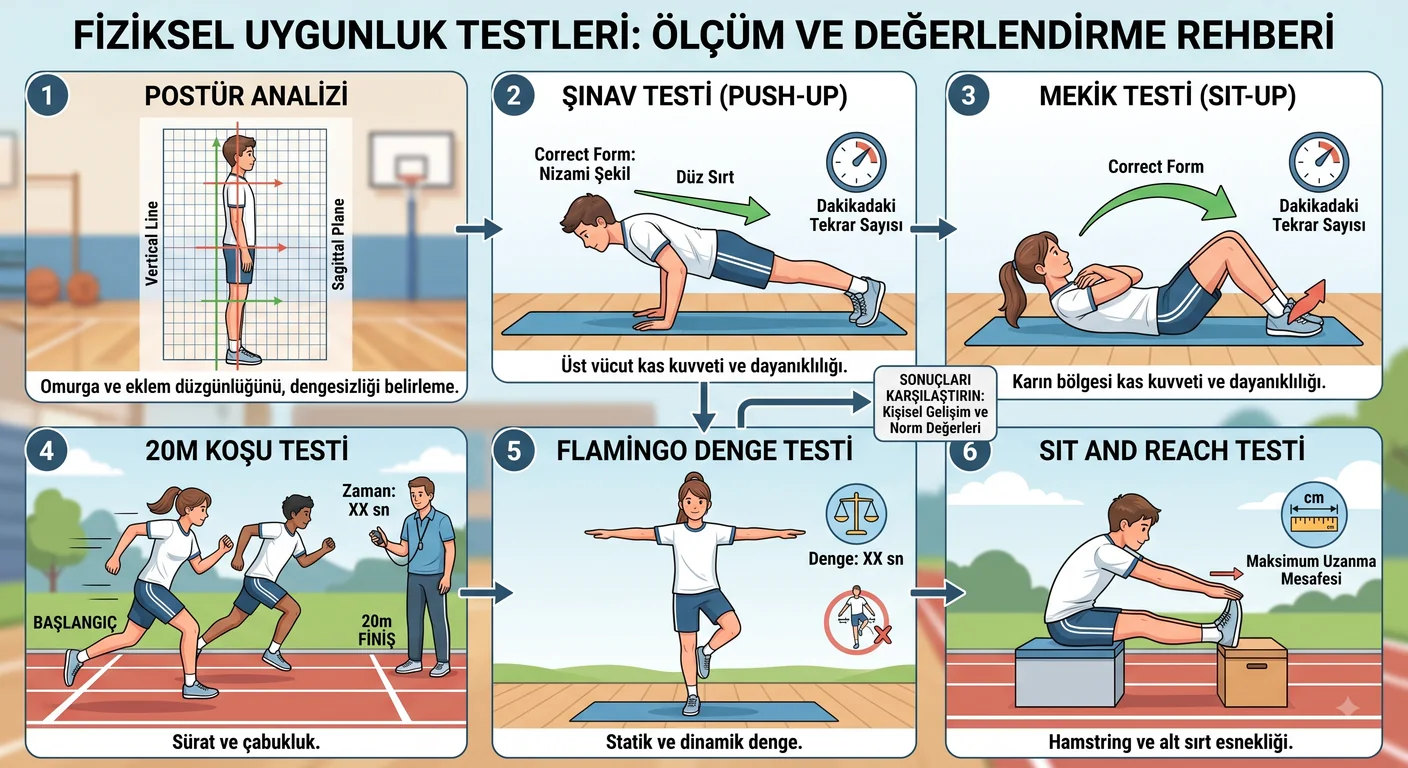 FİZİKSEL UYGUNLUK TESTLERİ: ÖLÇÜM VE DEĞERLENDİRME REHBERİ
1
POSTÜR ANALİZİ
Vertical Line
Sagittal Plane
Omurga ve eklem düzgünlüğünü, dengesizliği belirleme.
2
ŞINAV TESTİ (PUSH-UP)
Correct Form:
Nizami Şekil
Düz Sırt
Dakikadaki
Tekrar Sayısı
Üst vücut kas kuvveti ve dayanıklılığı.
3
MEKİK TESTİ (SIT-UP)
Correct Form
Dakikadaki
Tekrar Sayısı
Karın bölgesi kas kuvveti ve dayanıklılığı.
SONUÇLARI
KARŞILAŞTIRIN:
Kişisel Gelişim ve
Norm Değerleri
4
20M KOŞU TESTİ
Zaman:
XX sn
BAŞLANGIÇ
20m
FİNİŞ
Sürat ve çabukluk.
5
FLAMİNGO DENGE TESTİ
Denge: XX sn
Statik ve dinamik denge.
6
SIT AND REACH TESTİ
cm
Maksimum Uzanma
Mesafesi
Hamstring ve alt sırt esnekliği.